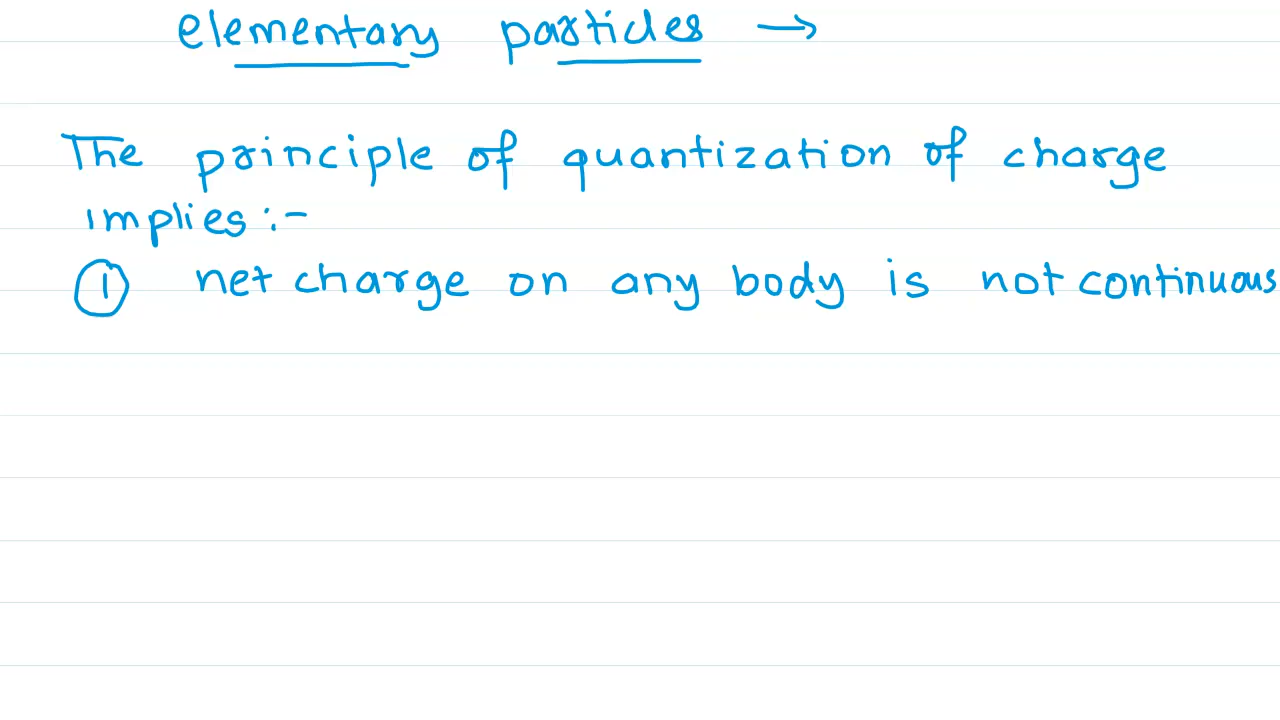 elementary particles →
The principle of quantization of charge
implies :-
① net charge on any body is not continuous